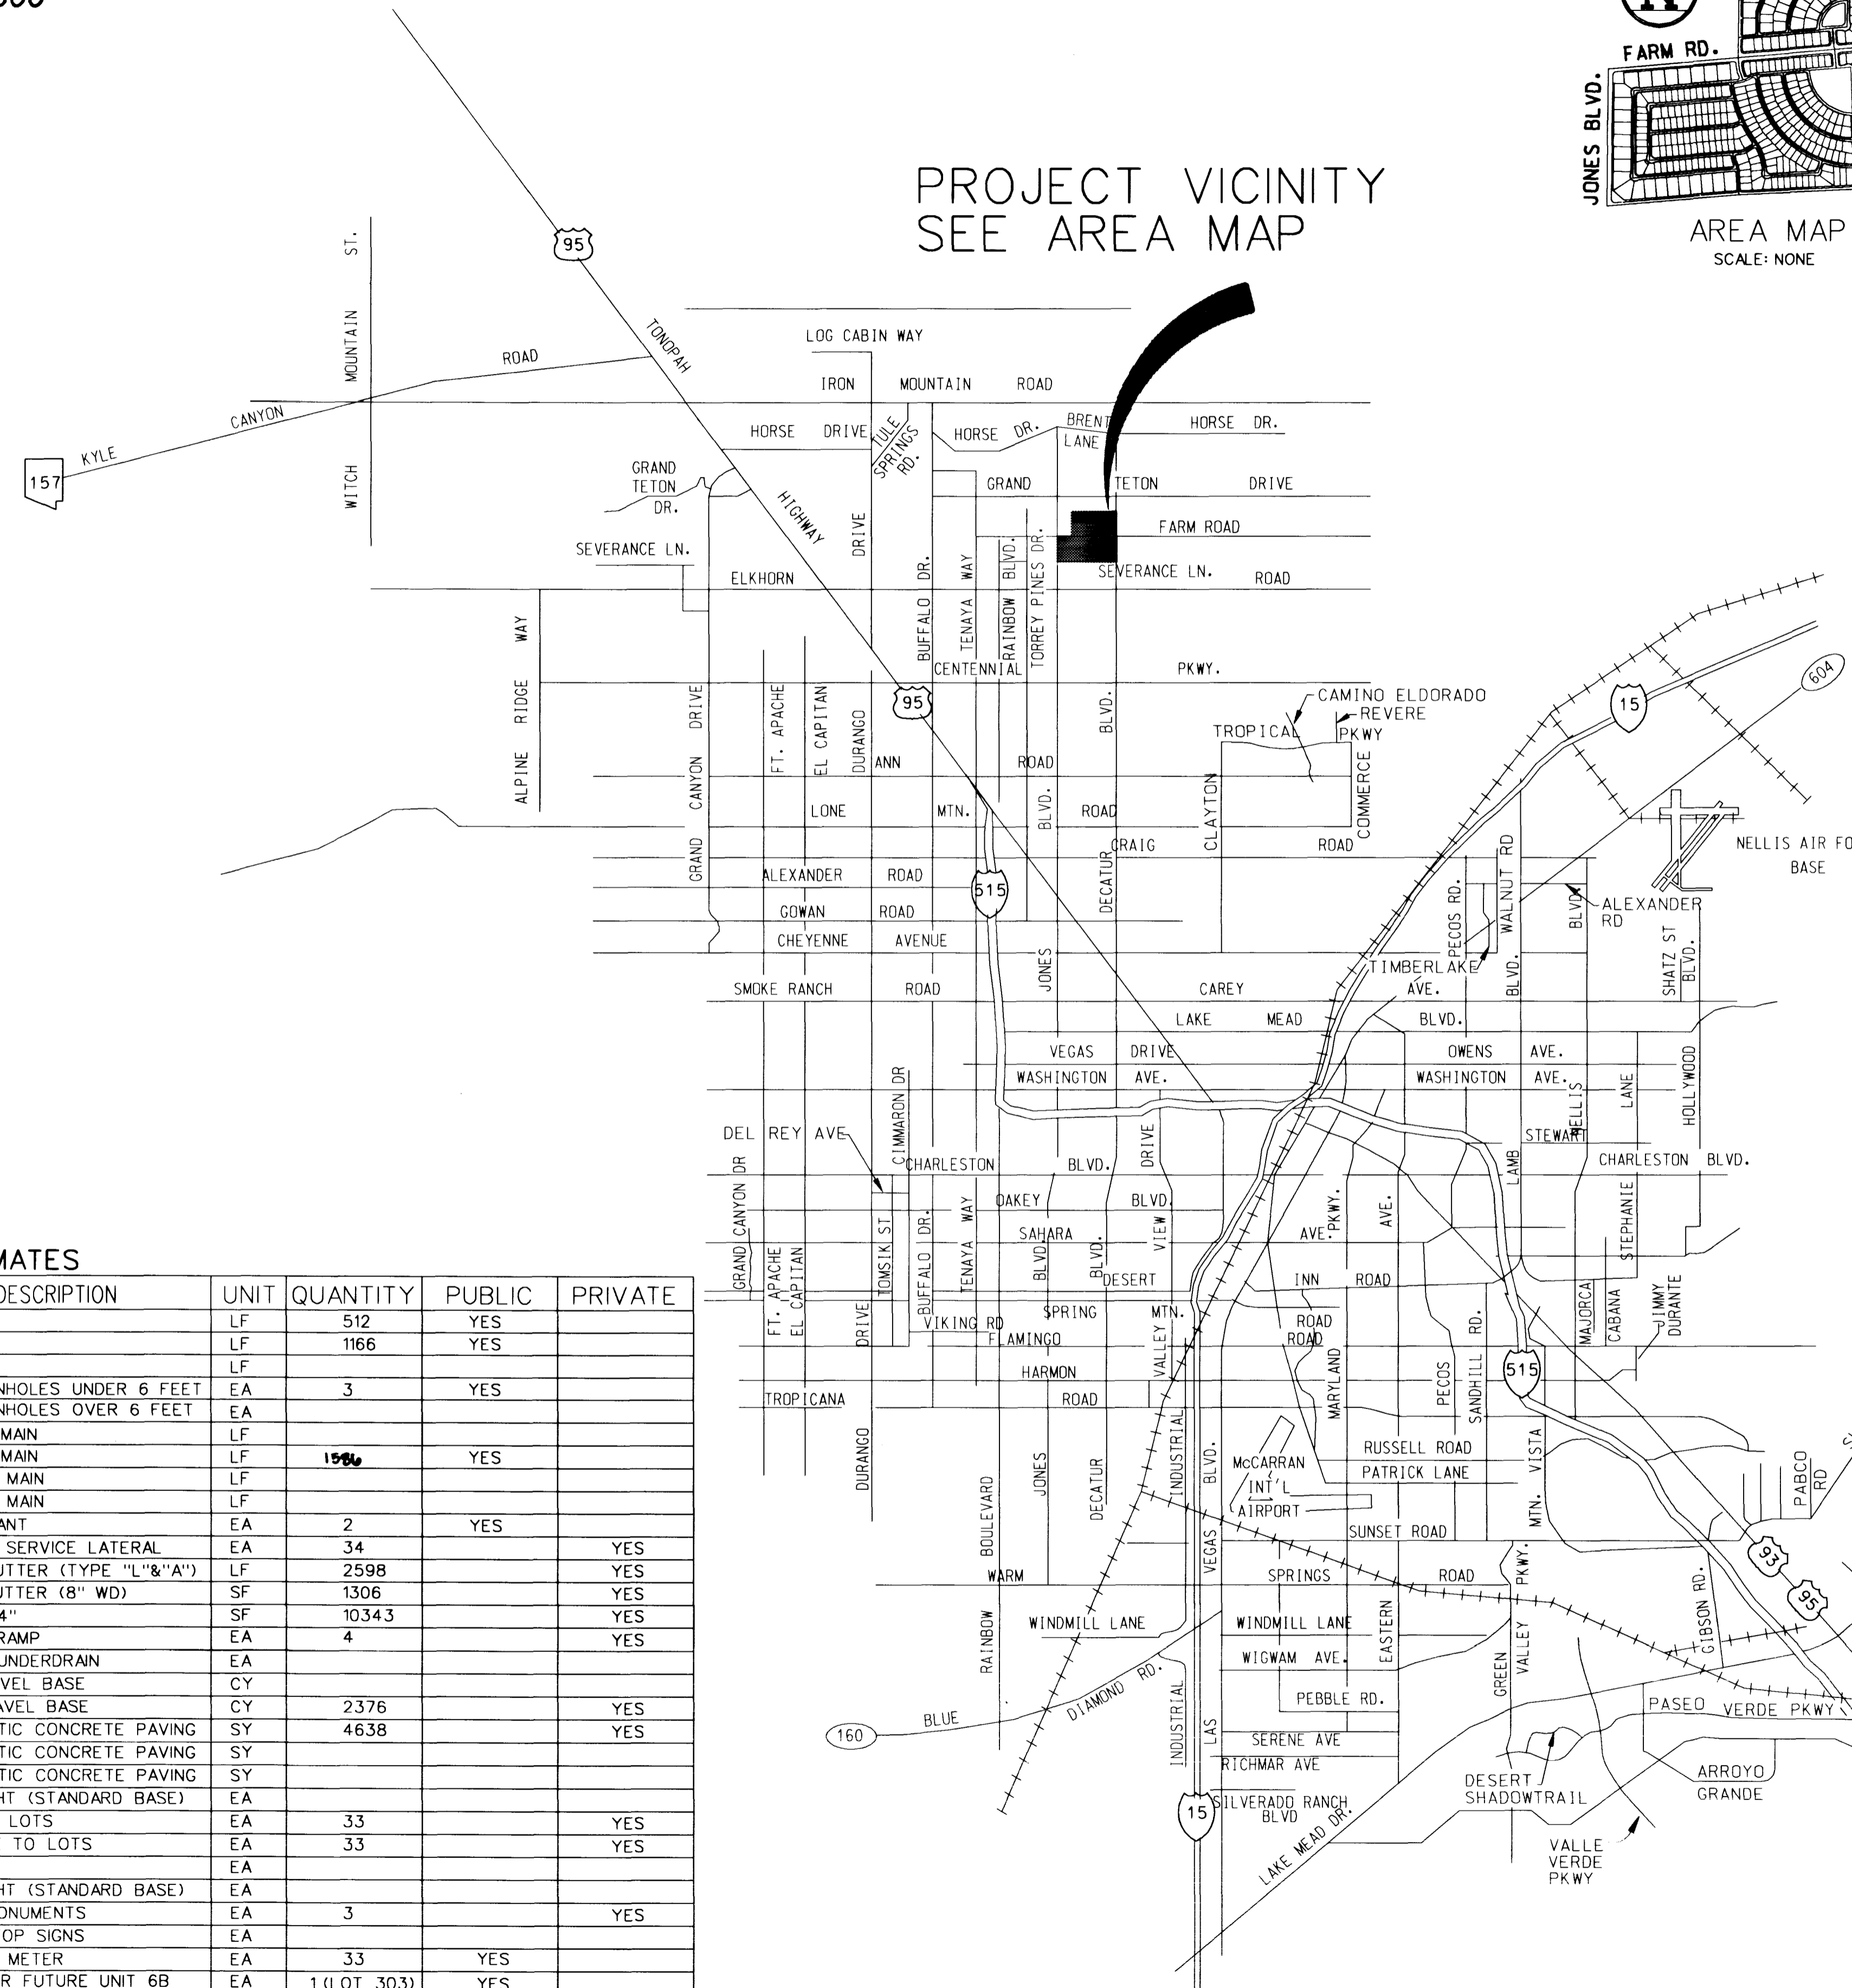 FARM RD.
JONES BLVD.
AREA MAP
SCALE: NONE
PROJECT VICINITY
SEE AREA MAP
95
TONOPAH
HIGHWAY
WITCH MOUNTAIN ST.
157
KYLE CANYON ROAD
LOG CABIN WAY
IRON MOUNTAIN ROAD
HORSE DRIVE
TULE
SPRINGS
RD.
HORSE DR.
BRENT
LANE
HORSE DR.
GRAND
TETON
DR.
GRAND TETON DRIVE
FARM ROAD
SEVERANCE LN.
SEVERANCE LN.
ELKHORN ROAD
ALPINE RIDGE WAY
GRAND CANYON DRIVE
FT. APACHE
EL CAPITAN
DURANGO DRIVE
BUFFALO DR.
TENAYA WAY
RAINBOW BLVD.
TORREY PINES DR.
CENTENNIAL PKWY.
95
CAMINO ELDORADO
REVERE
TROPICAL PKWY
ANN ROAD
LONE MTN. ROAD
CRAIG ROAD
CLAYTON
COMMERCE
DECATUR BLVD.
JONES BLVD.
ALEXANDER ROAD
515
GOWAN ROAD
CHEYENNE AVENUE
15
604
NELLIS AIR FO
BASE
PECOS RD.
WALNUT RD
ALEXANDER
RD
TIMBERLAKE
SHATZ ST
HOLLYWOOD BLVD.
NELLIS BLVD.
LAMB BLVD.
SMOKE RANCH ROAD
CAREY AVE.
LAKE MEAD BLVD.
VEGAS DRIVE
OWENS AVE.
WASHINGTON AVE.
WASHINGTON AVE.
STEWART
DEL REY AVE
CIMMARON DR
CHARLESTON BLVD.
CHARLESTON BLVD.
STEPHANIE LANE
OAKEY BLVD.
SAHARA AVE.
GRAND CANYON DR
FT. APACHE
EL CAPITAN
TOMSIK ST
BUFFALO DR.
TENAYA WAY
BLVD.
BLVD.
VALLEY VIEW DRIVE
PKWY.
AVE.
DESERT INN ROAD
SPRING MTN. ROAD
VIKING RD
FLAMINGO ROAD
HARMON
TROPICANA ROAD
DURANGO DRIVE
MARYLAND
PECOS
SANDHILL RD.
515
MAJORCA
CABANA
JIMMY
DURANTE
RAINBOW BOULEVARD
JONES
DECATUR
INDUSTRIAL
LAS VEGAS BLVD.
McCARRAN
INT'L
AIRPORT
RUSSELL ROAD
PATRICK LANE
MTN. VISTA
SUNSET ROAD
PABCO
RD
93
95
WARM SPRINGS ROAD
WINDMILL LANE
WINDMILL LANE
WIGWAM AVE.
PEBBLE RD.
EASTERN
GREEN VALLEY PKWY.
GIBSON RD.
160
BLUE DIAMOND RD.
INDUSTRIAL
SERENE AVE
RICHMAR AVE
SILVERADO RANCH
BLVD
15
LAKE MEAD DR.
PASEO VERDE PKWY
DESERT
SHADOWTRAIL
ARROYO
GRANDE
VALLE
VERDE
PKWY
MATES
DESCRIPTION UNIT QUANTITY PUBLIC PRIVATE
LF 512 YES
LF 1166 YES
LF
NHOLES UNDER 6 FEET EA 3 YES
NHOLES OVER 6 FEET EA
MAIN LF
MAIN LF 1586 YES
MAIN LF
MAIN LF
ANT EA 2 YES
SERVICE LATERAL EA 34 YES
UTTER (TYPE "L"&"A") LF 2598 YES
UTTER (8" WD) SF 1306 YES
4" SF 10343 YES
RAMP EA 4 YES
UNDERDRAIN EA
VEL BASE CY
AVEL BASE CY 2376 YES
TIC CONCRETE PAVING SY 4638 YES
TIC CONCRETE PAVING SY
TIC CONCRETE PAVING SY
HT (STANDARD BASE) EA
LOTS EA 33 YES
TO LOTS EA 33 YES
EA
HT (STANDARD BASE) EA
ONUMENTS EA 3 YES
OP SIGNS EA
METER EA 33 YES
R FUTURE UNIT 6B EA 1 (LOT 303) YES